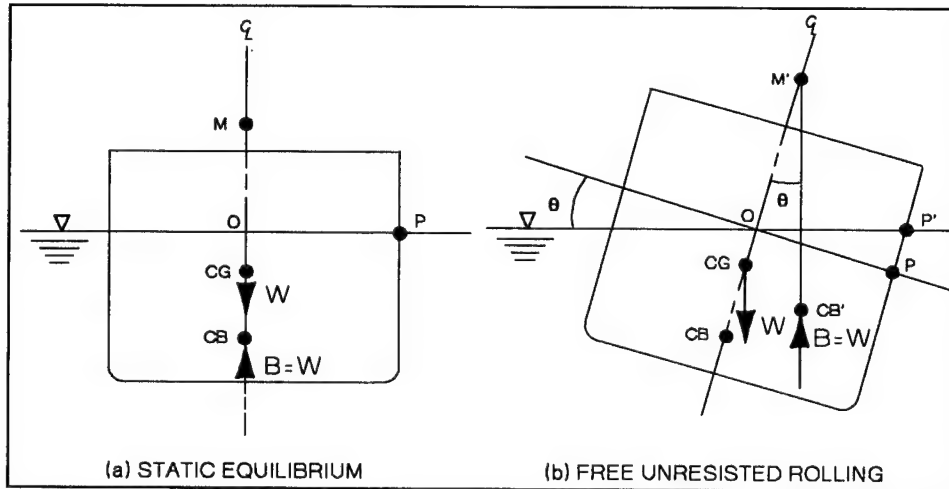 ℄
M
O
P
CG
W
CB
B=W
(a) STATIC EQUILIBRIUM
℄
M'
θ
θ
O
P'
CG
P
W
CB'
CB
B=W
(b) FREE UNRESISTED ROLLING